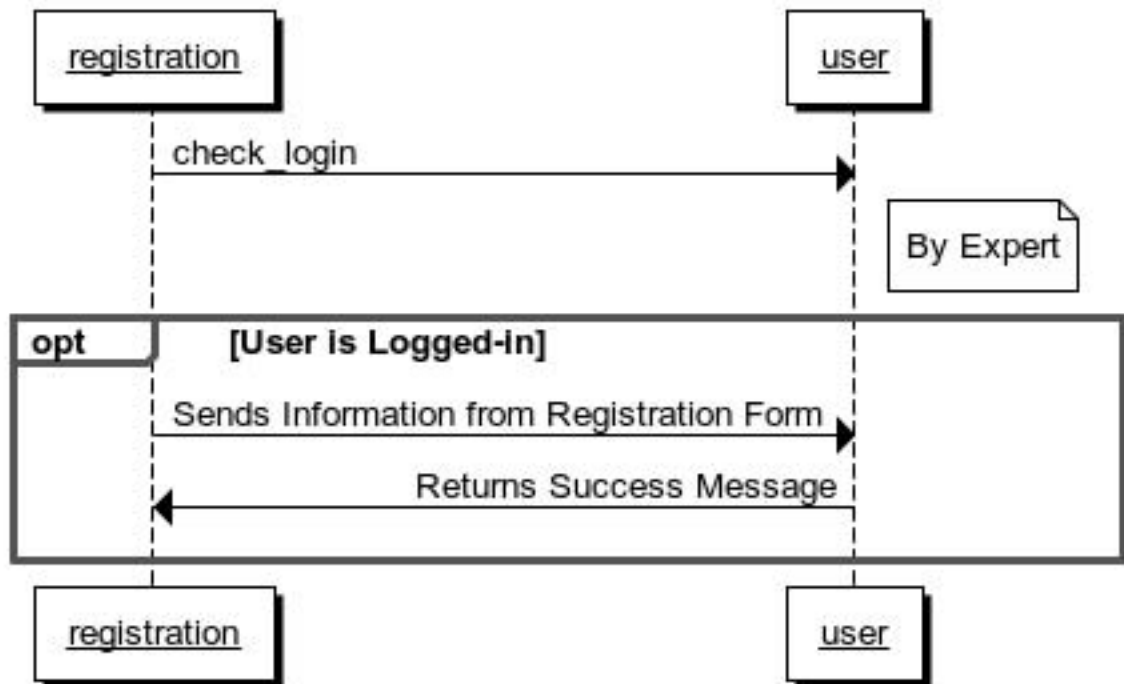 registration
user
check_login
By Expert
opt
[User is Logged-in]
Sends Information from Registration Form
Returns Success Message
registration
user